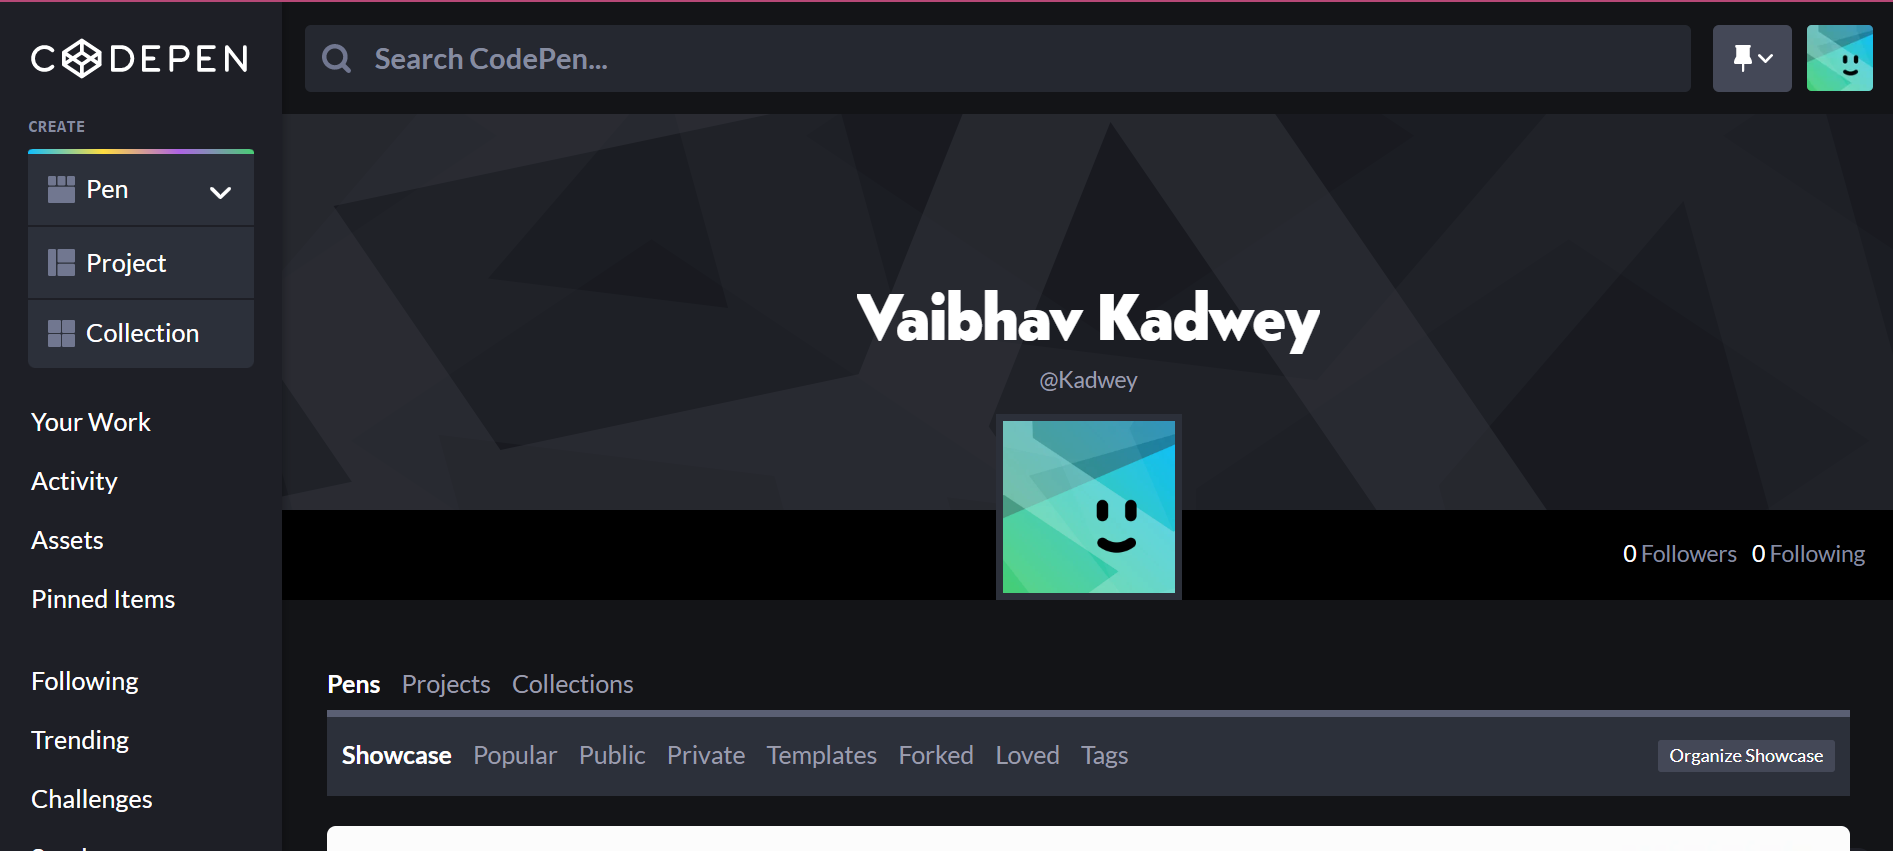 CODEPEN
Search CodePen...
CREATE
Pen
Project
Collection
Your Work
Activity
Assets
Pinned Items
Following
Trending
Challenges
Vaibhav Kadwey
@Kadwey
0 Followers 0 Following
Pens Projects Collections
Showcase Popular Public Private Templates Forked Loved Tags
Organize Showcase